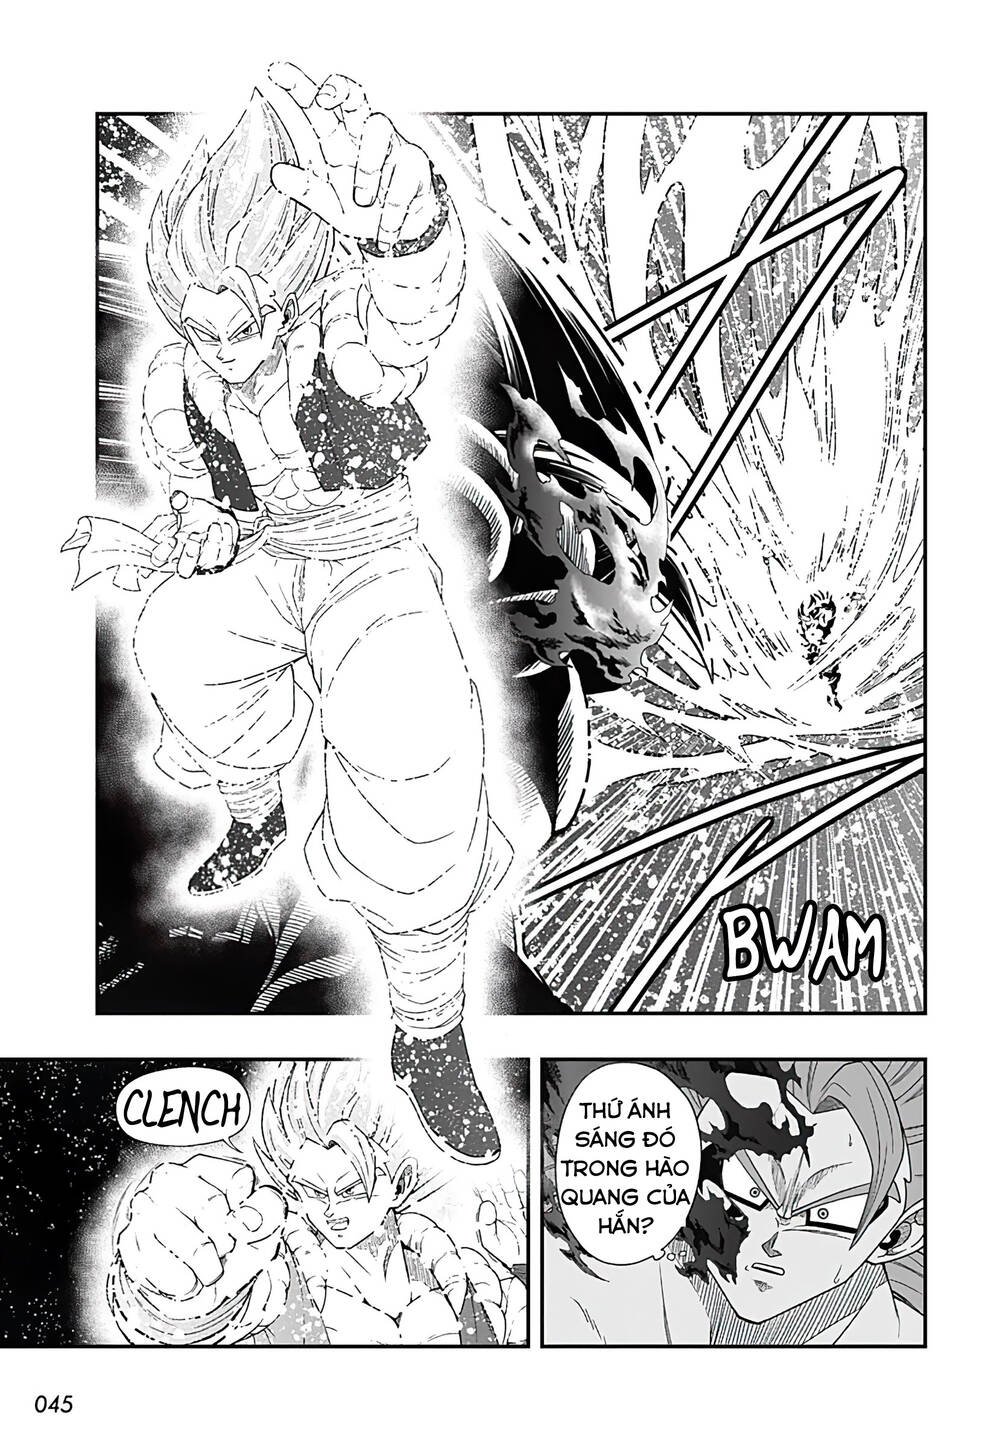 BWAM
CLENCH
THỨ ÁNH
SÁNG ĐÓ
TRONG HÀO
QUANG CỦA
HẮN?
045